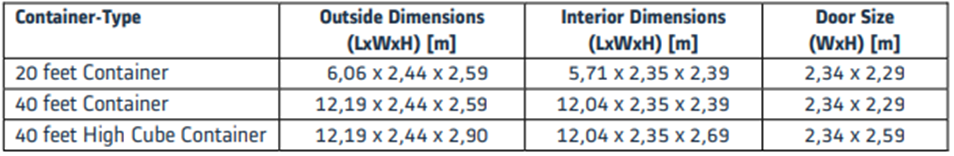 Container-Type Outside Dimensions Interior Dimensions Door Size
(LxWxH) [m] (LxWxH) [m] (WxH) [m]
20 feet Container 6,06 x 2,44 x 2,59 5,71 x 2,35 x 2,39 2,34 x 2,29
40 feet Container 12,19 x 2,44 x 2,59 12,04 x 2,35 x 2,39 2,34 x 2,29
40 feet High Cube Container 12,19 x 2,44 x 2,90 12,04 x 2,35 x 2,69 2,34 x 2,59